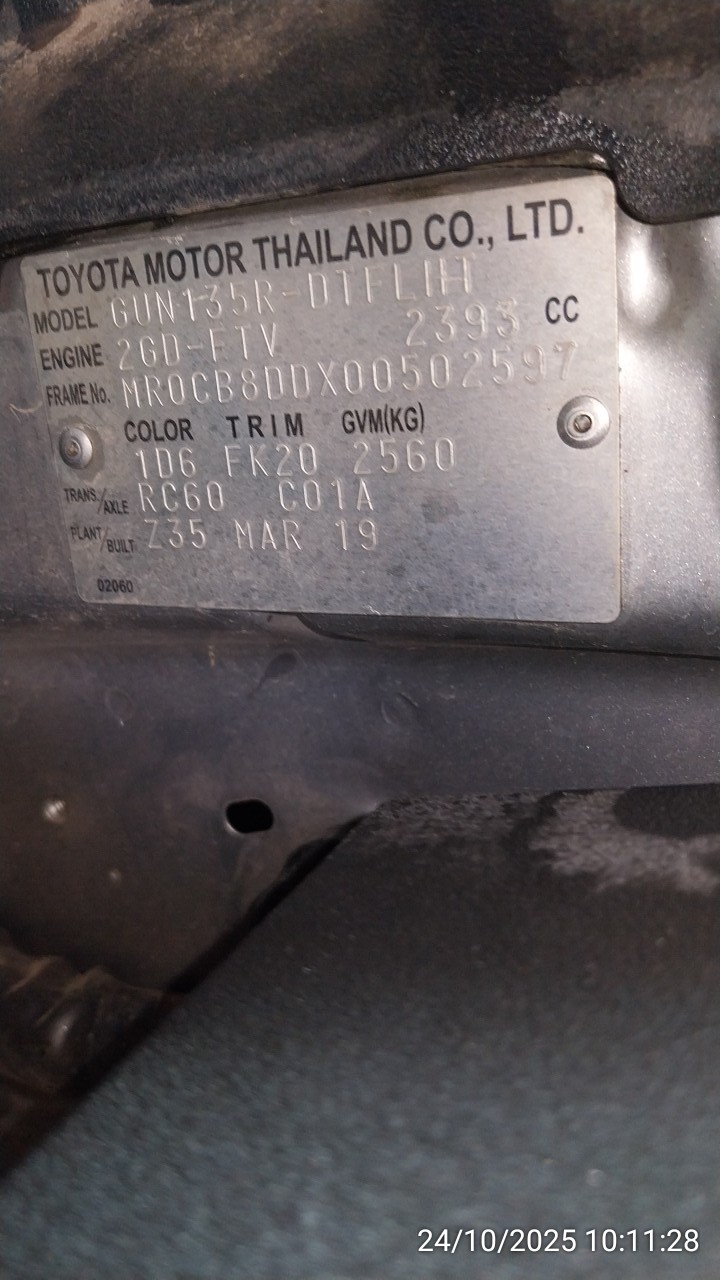 TOYOTA MOTOR THAILAND CO., LTD.
MODEL GUN135R-DTFLHT
ENGINE 2GD-FTV 2393 CC
FRAME No. MR0CB8DDX00502597
COLOR TRIM GVM(KG)
1D6 FK20 2560
TRANS./AXLE RC60 C01A
PLANT/BUILT Z35 MAR 19
02060
24/10/2025 10:11:28